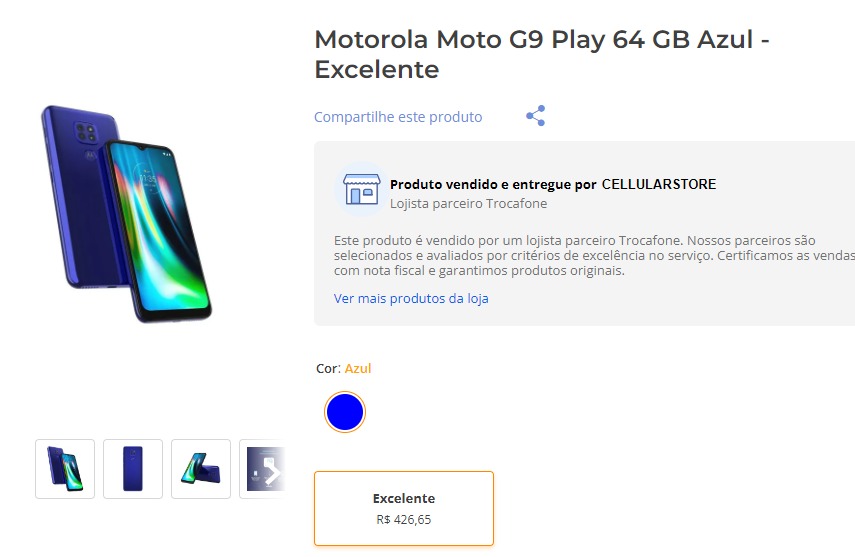 Motorola Moto G9 Play 64 GB Azul -
Excelente
Compartilhe este produto
Produto vendido e entregue por CELLULARSTORE
Lojista parceiro Trocafone
Este produto é vendido por um lojista parceiro Trocafone. Nossos parceiros são
selecionados e avaliados por critérios de excelência no serviço. Certificamos as vendas
com nota fiscal e garantimos produtos originais.
Ver mais produtos da loja
Cor: Azul
Excelente
R$ 426,65